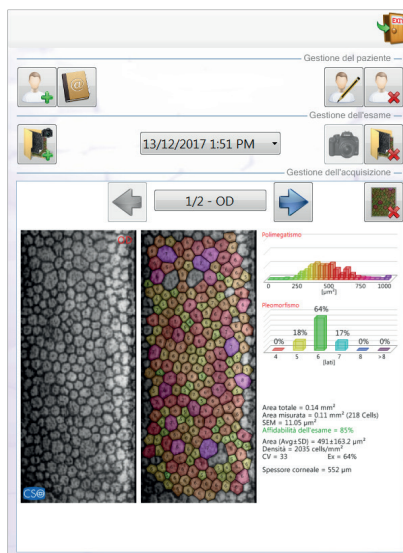 EXIT
Gestione del paziente
Gestione dell'esame
13/12/2017 1:51 PM
Gestione dell'acquisizione
1/2 - OD
Polimegatismo
0 250 500 750 1000
[µm²]
Pleomorfismo
64%
18% 17%
0% 0% 0%
4 5 6 7 8 >8
[lati]
Area totale = 0.14 mm²
Area misurata = 0.11 mm² (218 Cells)
SEM = 11.05 µm²
Affidabilità dell'esame = 85%
Area (Avg±SD) = 491±163.2 µm²
Densità = 2035 cells/mm²
CV = 33 Ex = 64%
Spessore corneale = 552 µm
CSO